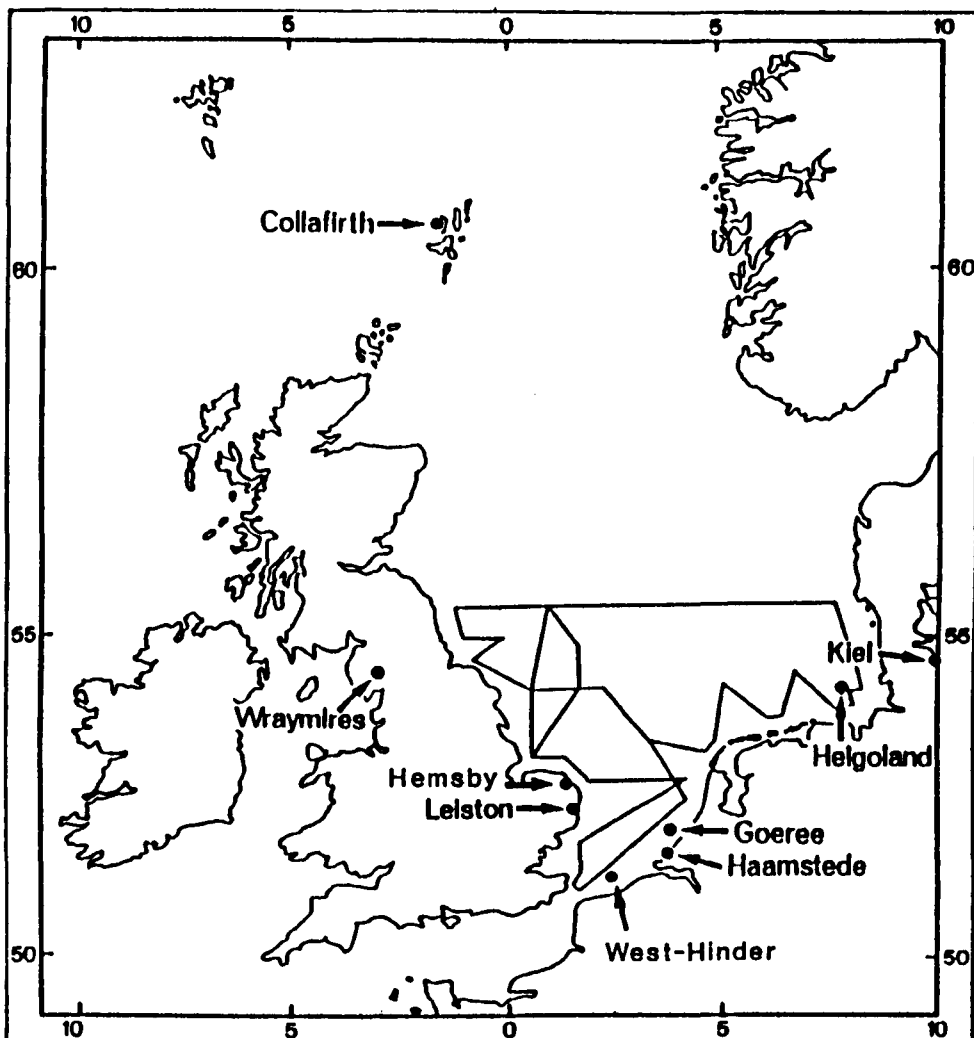 10 5 0 5 10
Collafirth
60 60
55 55
Kiel
Wraymires
Helgoland
Hemsby
Leiston
Goeree
Haamstede
West-Hinder
50 50
10 5 0 5 10